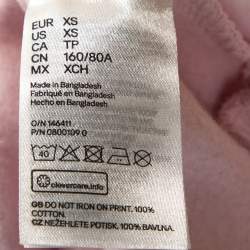 EUR XS
US XS
CA TP
CN 160/80A
MX XCH
Made in Bangladesh
Fabriqué en Bangladesh
Hecho en Bangladesh
O/N 146411
P/N 0800109.0
40
clevercare.info
GB DO NOT IRON ON PRINT. 100%
COTTON.
CZ NEŽEHLETE POTISK. 100% BAVLNA.